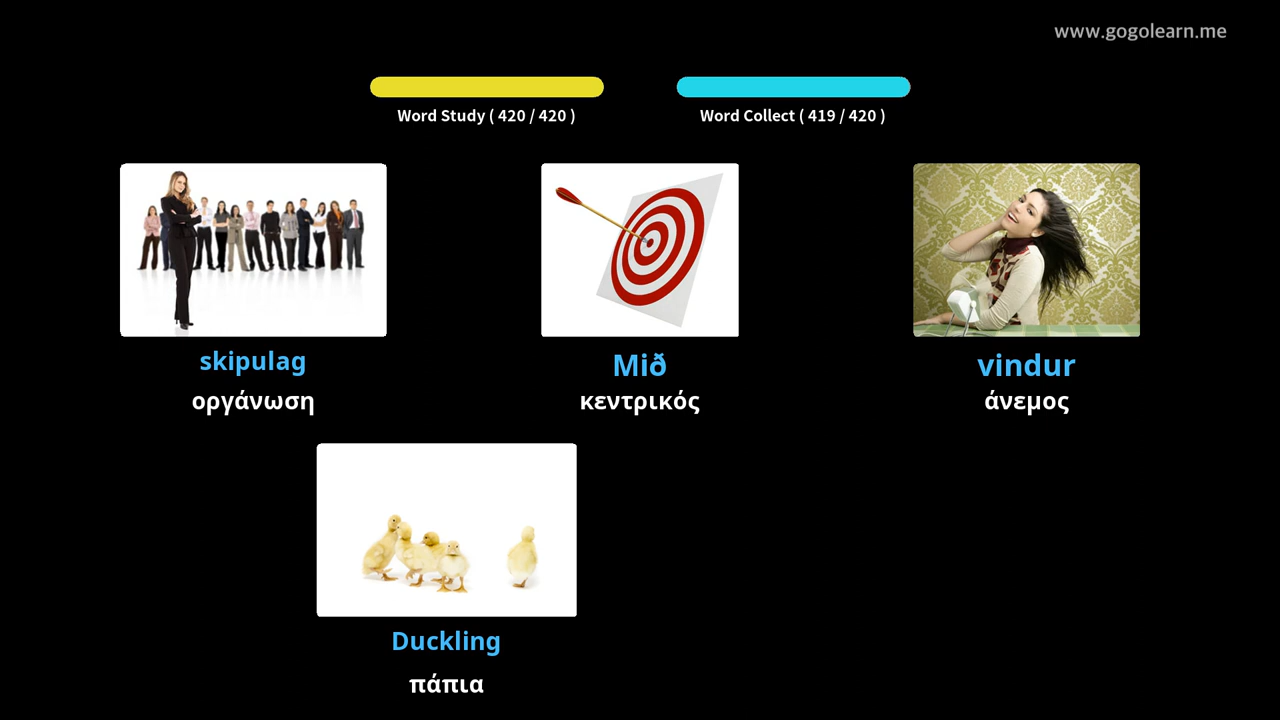 www.gogolearn.me
Word Study ( 420 / 420 )
Word Collect ( 419 / 420 )
skipulag
οργάνωση
Mið
κεντρικός
vindur
άνεμος
Duckling
πάπια